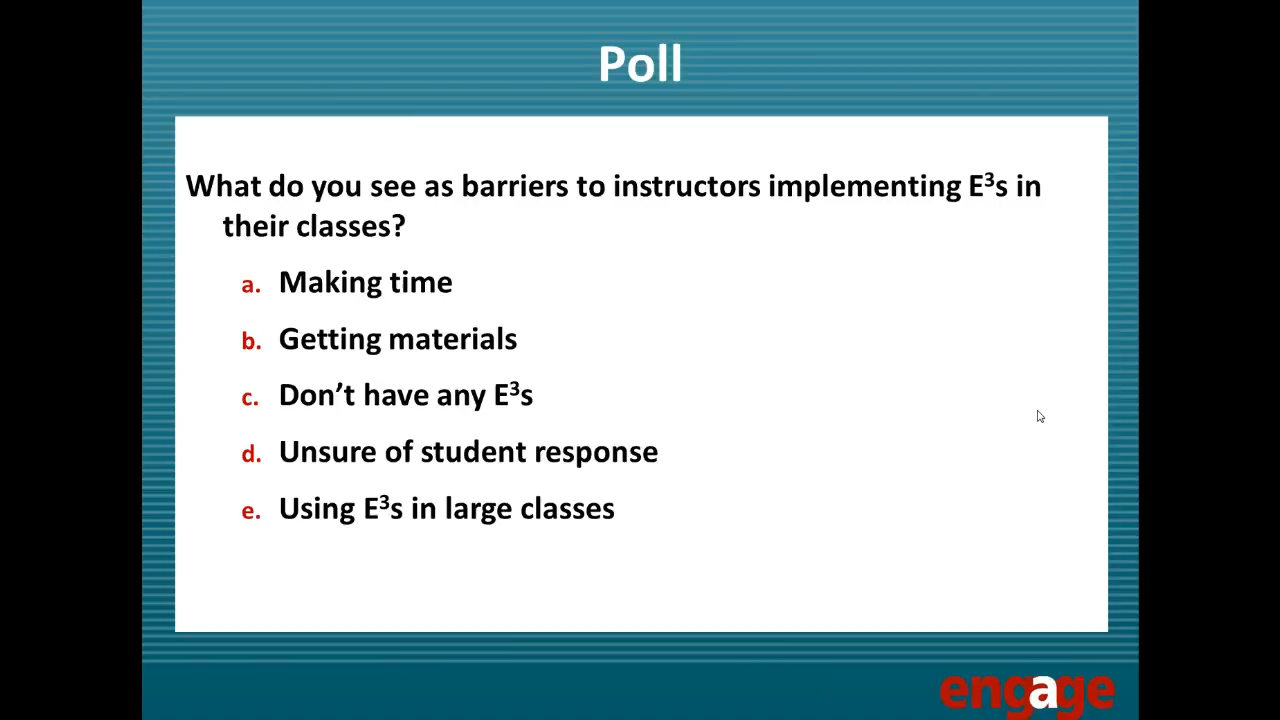 Poll
What do you see as barriers to instructors implementing E³s in
their classes?
a. Making time
b. Getting materials
c. Don’t have any E³s
d. Unsure of student response
e. Using E³s in large classes
engage